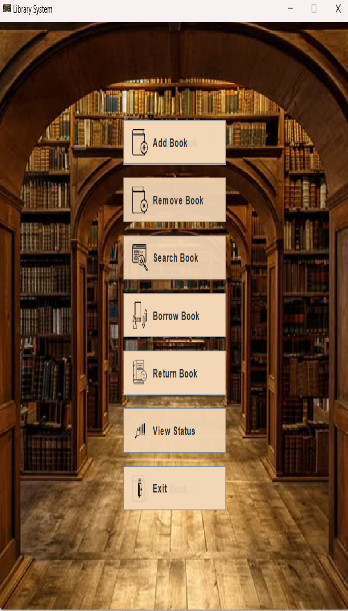 Library System
Add Book
Remove Book
Search Book
Borrow Book
Return Book
View Status
Exit